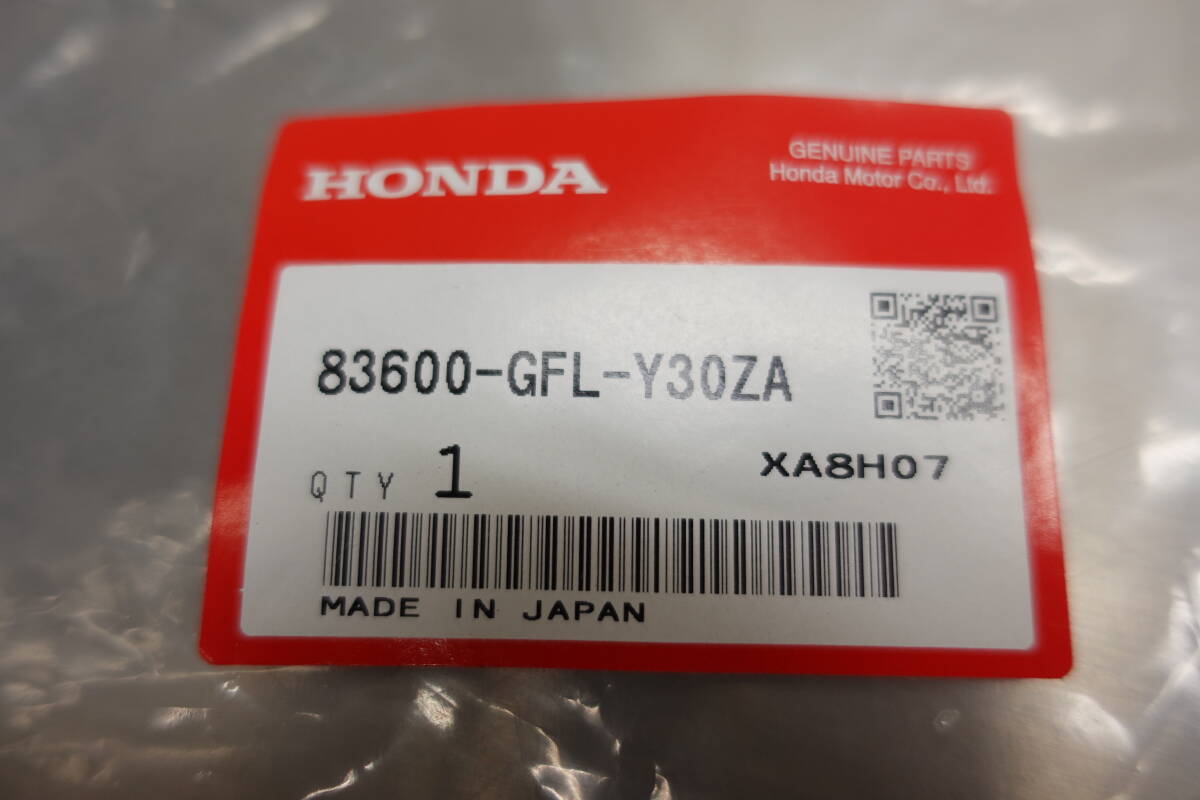 HONDA
GENUINE PARTS
Honda Motor Co., Ltd.
83600-GFL-Y30ZA
QTY 1
XA8H07
MADE IN JAPAN